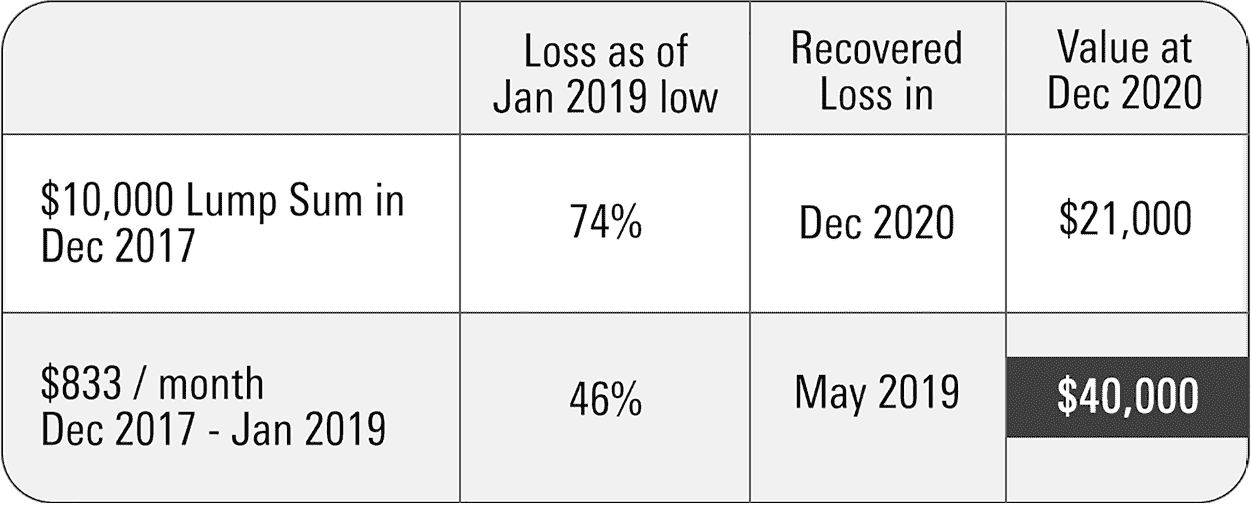 Loss as of
Jan 2019 low
Recovered
Loss in
Value at
Dec 2020
$10,000 Lump Sum in
Dec 2017
74%
Dec 2020
$21,000
$833 / month
Dec 2017 - Jan 2019
46%
May 2019
$40,000